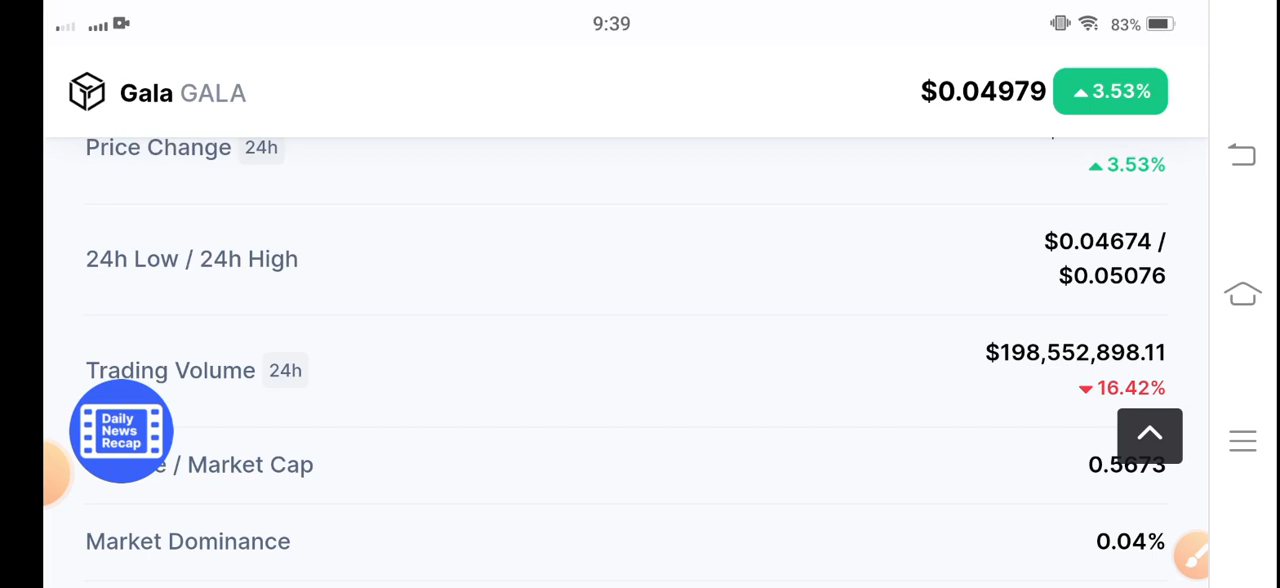 9:39
83%
Gala GALA
$0.04979 3.53%
Price Change 24h
3.53%
24h Low / 24h High
$0.04674 /
$0.05076
Trading Volume 24h
$198,552,898.11
16.42%
Daily
News
Recap
/ Market Cap
0.5673
Market Dominance
0.04%